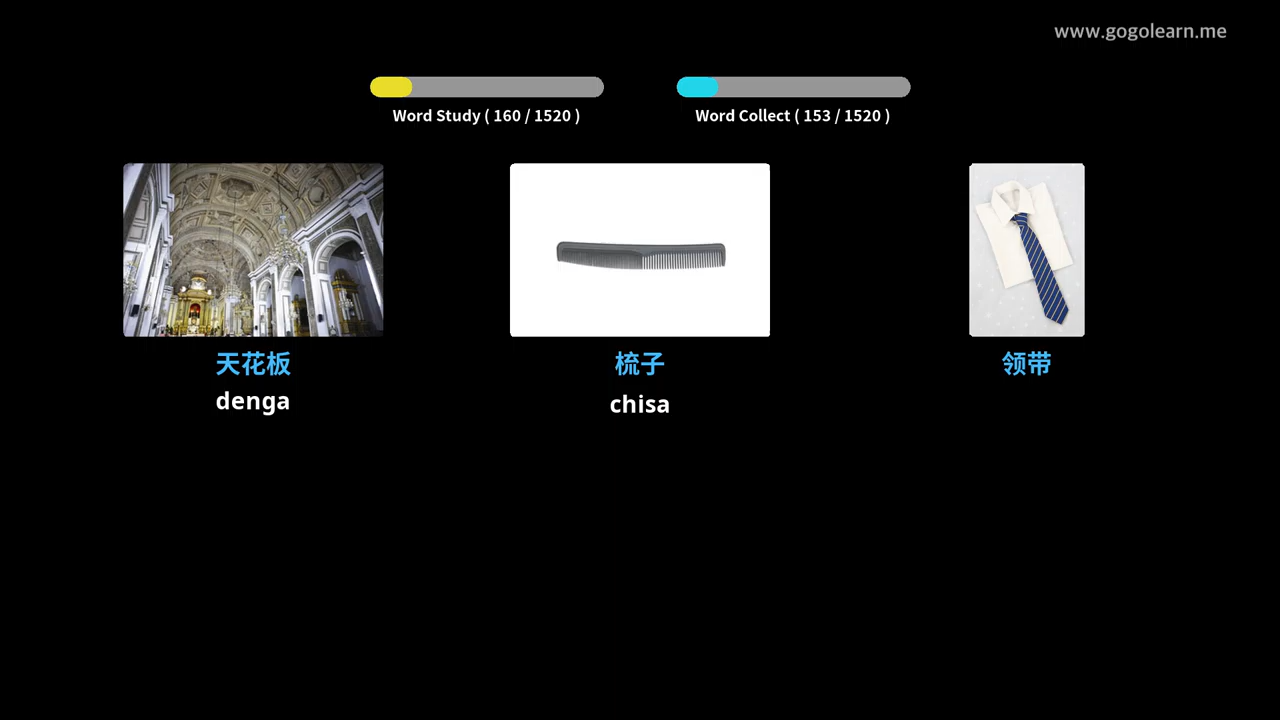 www.gogolearn.me
Word Study ( 160 / 1520 )
Word Collect ( 153 / 1520 )
天花板
denga
梳子
chisa
领带